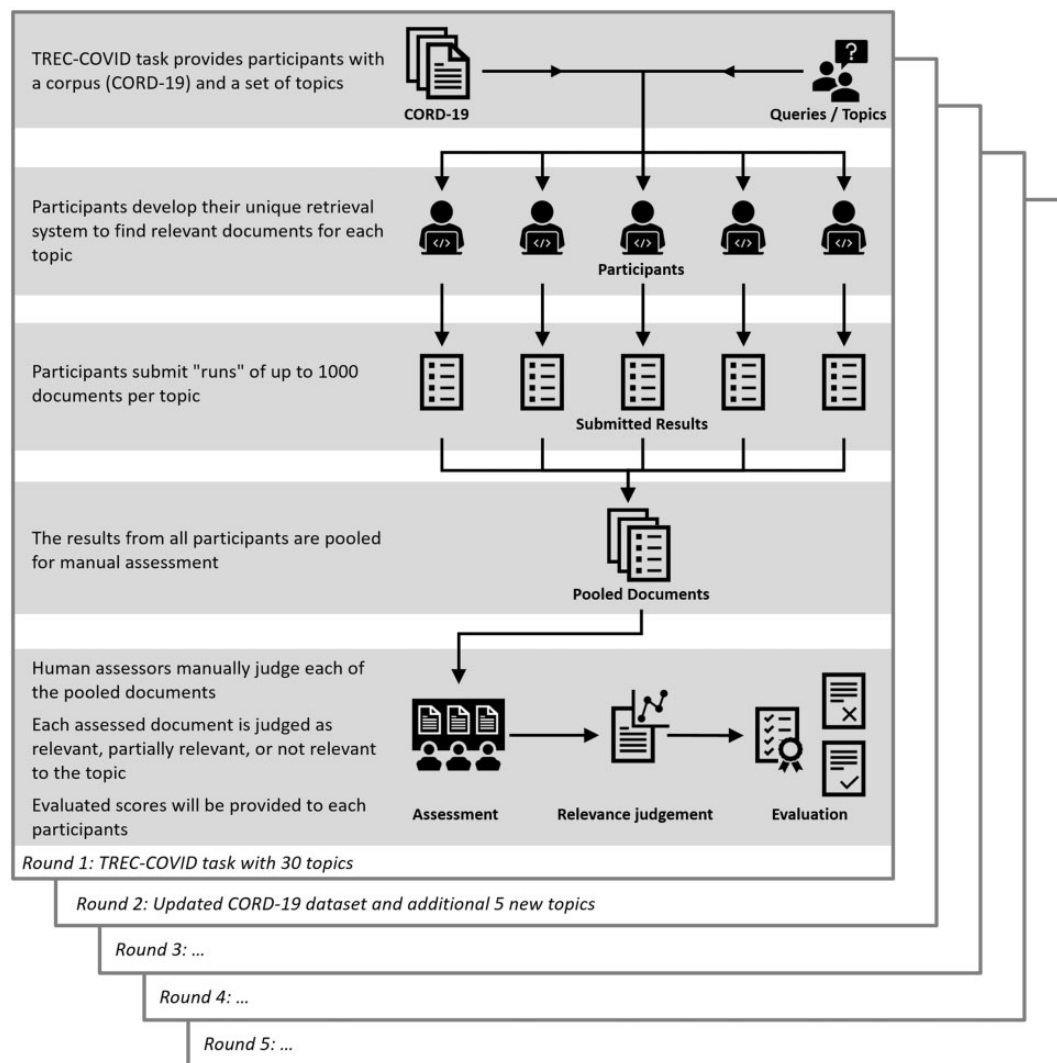 TREC-COVID task provides participants with
a corpus (CORD-19) and a set of topics
CORD-19
Queries / Topics
Participants develop their unique retrieval
system to find relevant documents for each
topic
Participants
Participants submit "runs" of up to 1000
documents per topic
Submitted Results
The results from all participants are pooled
for manual assessment
Pooled Documents
Human assessors manually judge each of
the pooled documents
Each assessed document is judged as
relevant, partially relevant, or not relevant
to the topic
Evaluated scores will be provided to each
participants
Assessment
Relevance judgement
Evaluation
Round 1: TREC-COVID task with 30 topics
Round 2: Updated CORD-19 dataset and additional 5 new topics
Round 3: ...
Round 4: ...
Round 5: ...